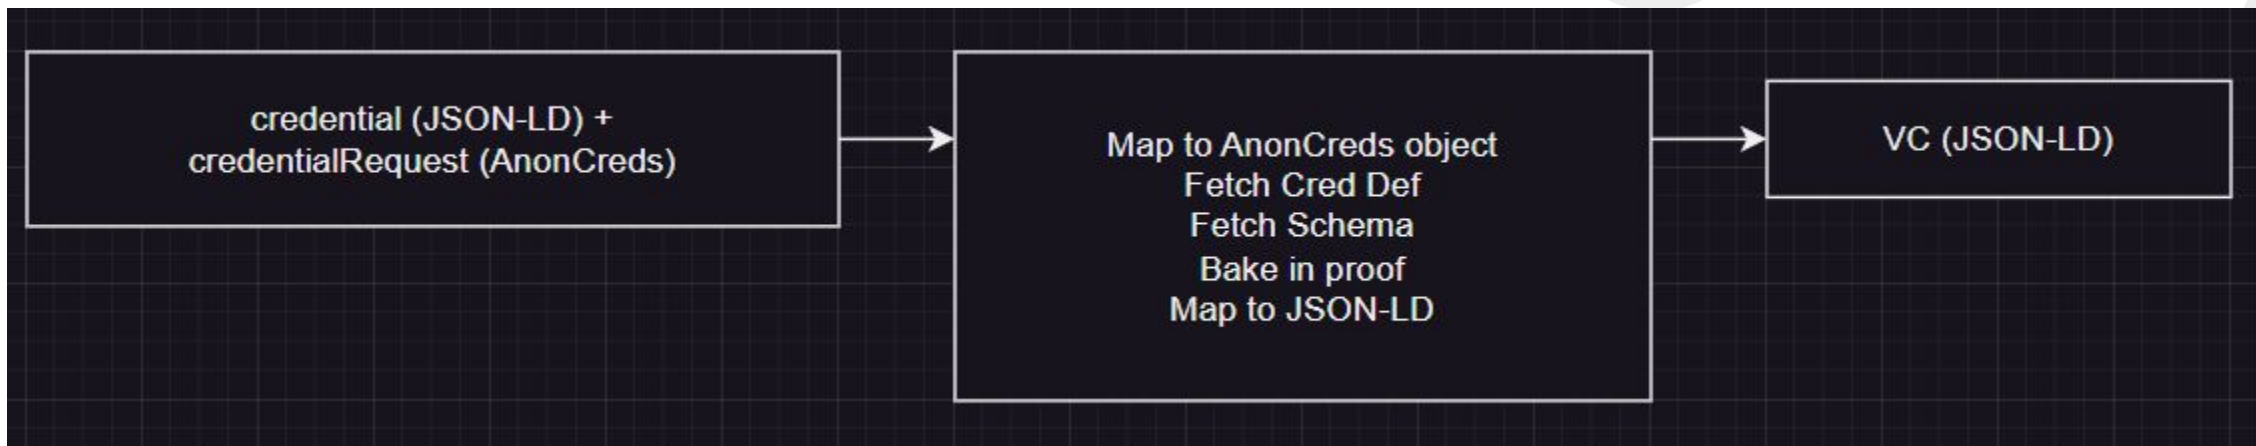 credential (JSON-LD) +
credentialRequest (AnonCreds)
Map to AnonCreds object
Fetch Cred Def
Fetch Schema
Bake in proof
Map to JSON-LD
VC (JSON-LD)